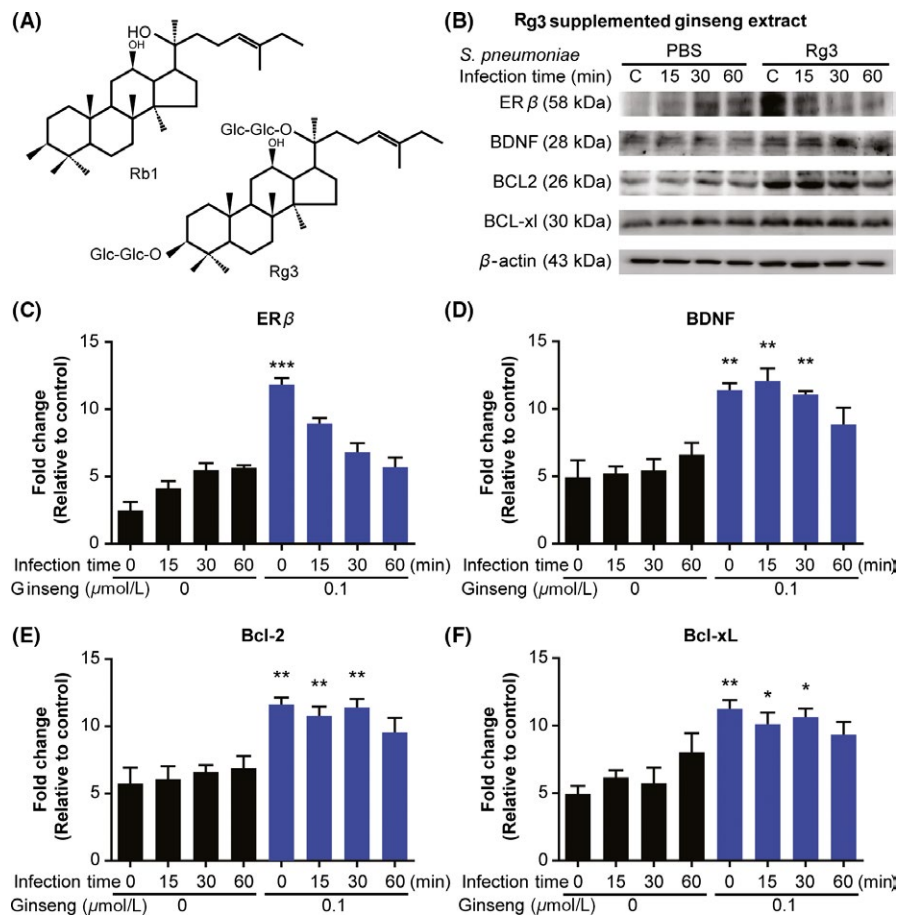 (A)
HO
OH
Rb1
Glc-Glc-O
OH
Glc-Glc-O
Rg3
(B) Rg3 supplemented ginseng extract
S. pneumoniae PBS Rg3
Infection time (min) C 15 30 60 C 15 30 60
ER β (58 kDa)
BDNF (28 kDa)
BCL2 (26 kDa)
BCL-xl (30 kDa)
β-actin (43 kDa)
(C) ERβ
Fold change
(Relative to control)
15
10
5
0
***
Infection time 0 15 30 60 0 15 30 60 (min)
Ginseng (µmol/L) 0 0.1
(D) BDNF
Fold change
(Relative to control)
15
10
5
0
** ** **
Infection time 0 15 30 60 0 15 30 60 (min)
Ginseng (µmol/L) 0 0.1
(E) Bcl-2
Fold change
(Relative to control)
15
10
5
0
** ** **
Infection time 0 15 30 60 0 15 30 60 (min)
Ginseng (µmol/L) 0 0.1
(F) Bcl-xL
Fold change
(Relative to control)
15
10
5
0
** * *
Infection time 0 15 30 60 0 15 30 60 (min)
Ginseng (µmol/L) 0 0.1